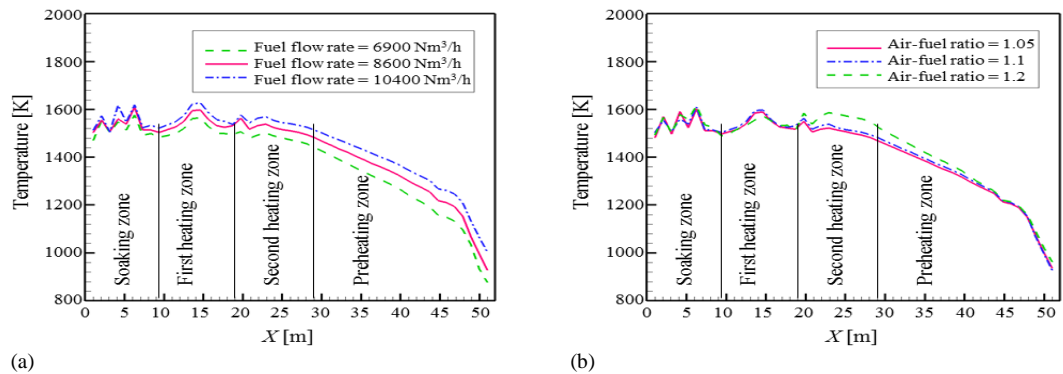 2000
1800
1600
1400
1200
1000
800
Temperature [K]
Fuel flow rate = 6900 Nm³/h
Fuel flow rate = 8600 Nm³/h
Fuel flow rate = 10400 Nm³/h
Soaking zone
First heating zone
Second heating zone
Preheating zone
0 5 10 15 20 25 30 35 40 45 50
X [m]
(a)
2000
1800
1600
1400
1200
1000
800
Temperature [K]
Air-fuel ratio = 1.05
Air-fuel ratio = 1.1
Air-fuel ratio = 1.2
Soaking zone
First heating zone
Second heating zone
Preheating zone
0 5 10 15 20 25 30 35 40 45 50
X [m]
(b)